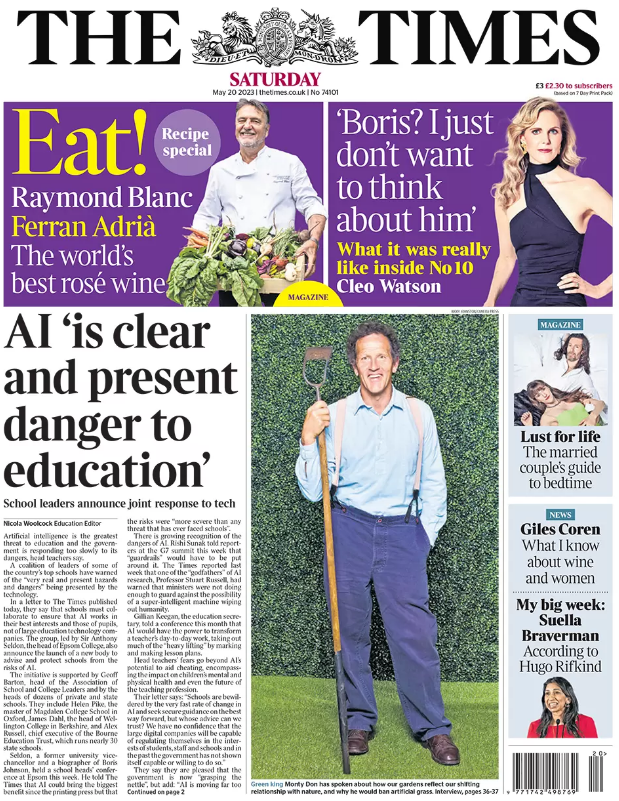 THE TIMES
DIEU ET MON DROIT
SATURDAY
May 20 2023 | thetimes.co.uk | No 74101
£3 £2.30 to subscribers
(based on 7 Day Print Pack)
Eat!
Recipe
special
Raymond Blanc
Ferran Adrià
The world's
best rosé wine
MAGAZINE
'Boris? I just
don't want
to think
about him'
What it was really
like inside No 10
Cleo Watson
AI 'is clear
and present
danger to
education'
School leaders announce joint response to tech
Nicola Woolcock Education Editor
Artificial intelligence is the greatest
threat to education and the govern-
ment is responding too slowly to its
dangers, head teachers say.
A coalition of leaders of some of
the country's top schools have warned
of the "very real and present hazards
and dangers" being presented by the
technology.
In a letter to The Times published
today, they say that schools must col-
laborate to ensure that AI works in
their best interests and those of pupils,
not of large education technology com-
panies. The group, led by Sir Anthony
Seldon, the head of Epsom College, also
announce the launch of a new body to
advise and protect schools from the
risks of AI.
The initiative is supported by Geoff
Barton, head of the Association of
School and College Leaders and by the
heads of dozens of private and state
schools. They include Helen Pike, the
master of Magdalen College School in
Oxford, James Dahl, the head of Wel-
lington College in Berkshire, and Alex
Russell, chief executive of the Bourne
Education Trust, which runs nearly 30
state schools.
Seldon, a former university vice-
chancellor and a biographer of Boris
Johnson, held a school heads' confer-
ence at Epsom this week. He told The
Times that AI could bring the biggest
benefit since the printing press but that
the risks were "more severe than any
threat that has ever faced schools".
There is growing recognition of the
dangers of AI. Rishi Sunak told report-
ers at the G7 summit this week that
"guardrails" would have to be put
around it. The Times reported last
week that one of the "godfathers" of AI
research, Professor Stuart Russell, had
warned that ministers were not doing
enough to guard against the possibility
of a super-intelligent machine wiping
out humanity.
Gillian Keegan, the education secre-
tary, told a conference this month that
AI would have the power to transform
a teacher's day-to-day work, taking out
much of the "heavy lifting" by marking
and making lesson plans.
Head teachers' fears go beyond AI's
potential to aid cheating, encompass-
ing the impact on children's mental and
physical health and even the future of
the teaching profession.
Their letter says: "Schools are bewil-
dered by the very fast rate of change in
AI and seek secure guidance on the best
way forward, but whose advice can we
trust? We have no confidence that the
large digital companies will be capable
of regulating themselves in the inter-
ests of students, staff and schools and in
the past the government has not shown
itself capable or willing to do so."
They say they are pleased that the
government is now "grasping the
nettle", but add: "AI is moving far too
Continued on page 2
Green king Monty Don has spoken about how our gardens reflect our shifting
relationship with nature, and why he would ban artificial grass. Interview, pages 36-37
MAGAZINE
Lust for life
The married
couple's guide
to bedtime
NEWS
Giles Coren
What I know
about wine
and women
My big week:
Suella
Braverman
According to
Hugo Rifkind
20
9 771742 498769